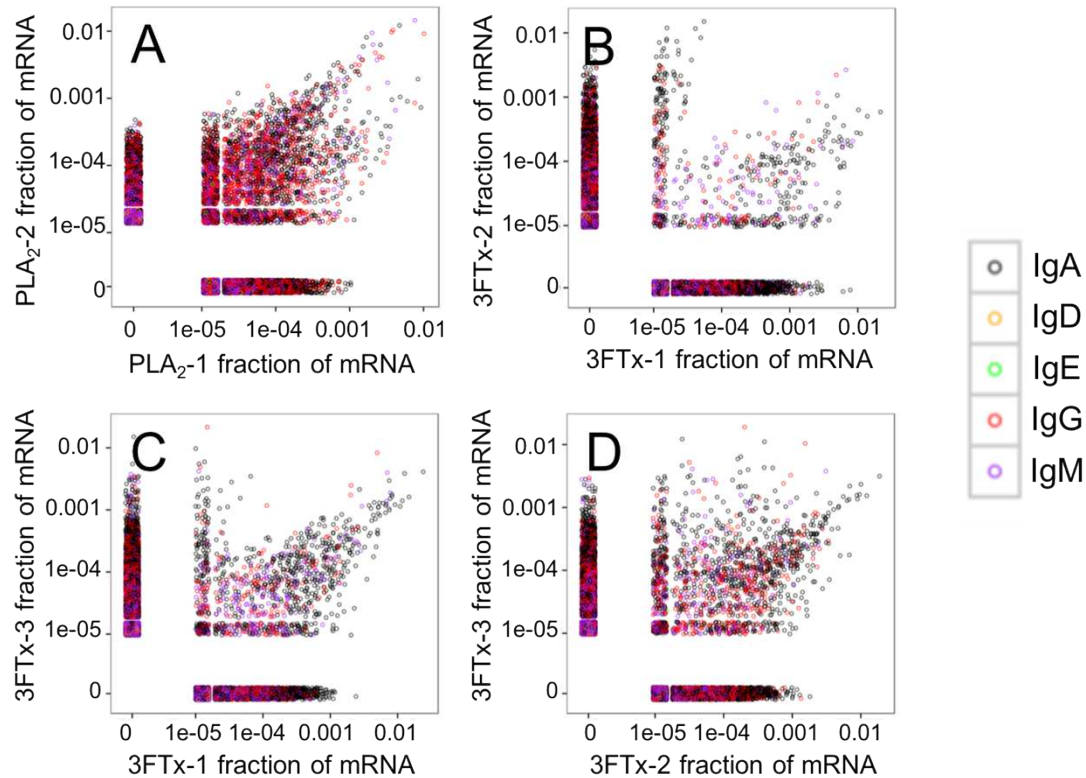 A
PLA₂-2 fraction of mRNA
0.01
0.001
1e-04
1e-05
0
0
1e-05
1e-04
0.001
0.01
PLA₂-1 fraction of mRNA
B
3FTx-2 fraction of mRNA
0.01
0.001
1e-04
1e-05
0
0
1e-05
1e-04
0.001
0.01
3FTx-1 fraction of mRNA
IgA
IgD
IgE
IgG
IgM
C
3FTx-3 fraction of mRNA
0.01
0.001
1e-04
1e-05
0
0
1e-05
1e-04
0.001
0.01
3FTx-1 fraction of mRNA
D
3FTx-3 fraction of mRNA
0.01
0.001
1e-04
1e-05
0
0
1e-05
1e-04
0.001
0.01
3FTx-2 fraction of mRNA